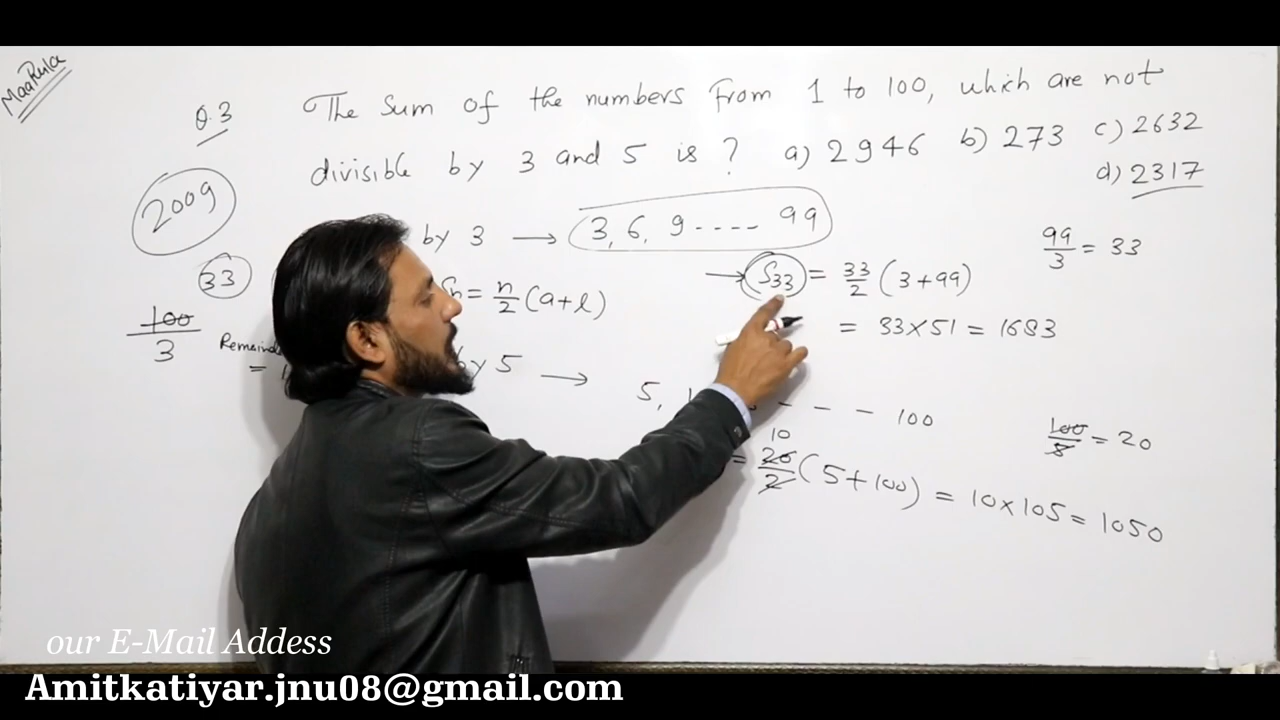 MaaRula
Q.3 The sum of the numbers from 1 to 100, which are not
divisible by 3 and 5 is ? a) 2946 b) 273 c) 2632
d) 2317
2009
by 3 → 3, 6, 9 ---- 99
99/3 = 33
33
Sn = n/2 (a+l)
→ S33 = 33/2 (3+99)
= 33×51 = 1683
100/3
= 
by 5 → 5, - - - 100
100/5 = 20
10
= 20/2 (5+100) = 10×105 = 1050
our E-Mail Addess
Amitkatiyar.jnu08@gmail.com